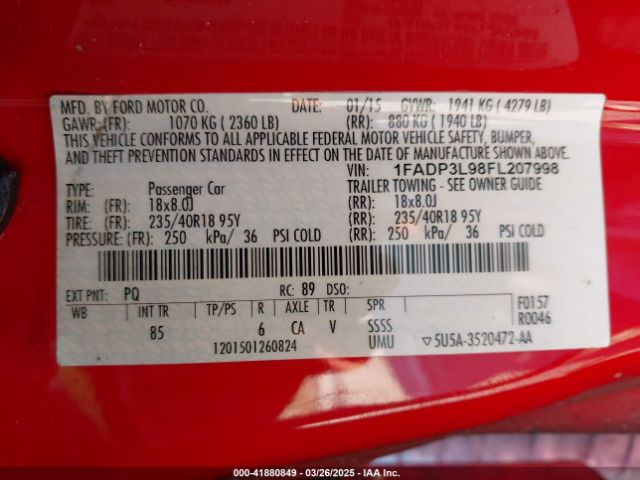 MFD. BY FORD MOTOR CO. DATE: 01/15 GVWR: 1941 KG ( 4279 LB)
GAWR:(FR): 1070 KG ( 2360 LB) (RR): 880 KG ( 1940 LB)
THIS VEHICLE CONFORMS TO ALL APPLICABLE FEDERAL MOTOR VEHICLE SAFETY, BUMPER,
AND THEFT PREVENTION STANDARDS IN EFFECT ON THE DATE OF MANUFACTURE SHOWN ABOVE.
VIN: 1FADP3L98FL207998
TYPE: Passenger Car TRAILER TOWING - SEE OWNER GUIDE
RIM: (FR): 18x8.0J (RR): 18x8.0J
TIRE: (FR): 235/40R18 95Y (RR): 235/40R18 95Y
PRESSURE: (FR): 250 kPa/ 36 PSI COLD (RR): 250 kPa/ 36 PSI COLD
EXT PNT: PQ RC: 89 DSO:
WB INT TR TP/PS R AXLE TR SPR F0157
85 6 CA V SSSS R0046
1201501260824 UMU ▽5U5A-3520472-AA
000-41880849 - 03/26/2025 - IAA Inc.